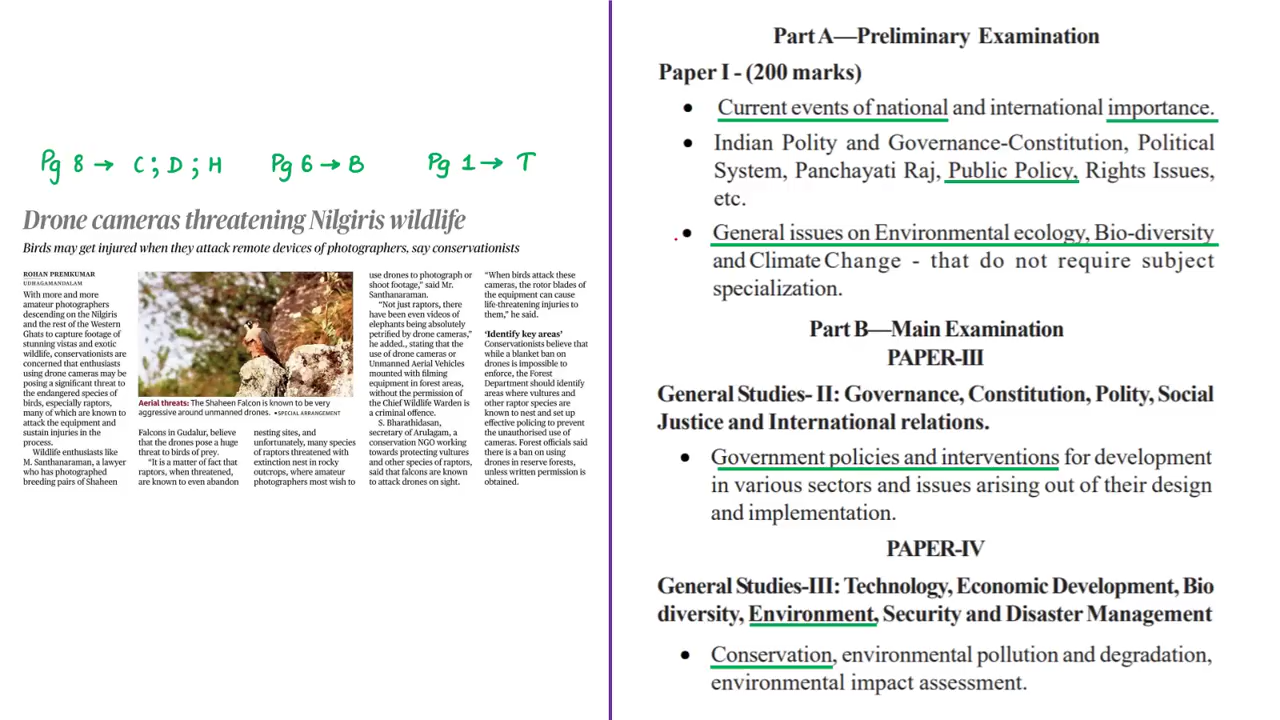 Pg 8 → C ; D ; H Pg 6 → B Pg 1 → T
Drone cameras threatening Nilgiris wildlife
Birds may get injured when they attack remote devices of photographers, say conservationists
ROHAN PREMKUMAR
UDHAGAMANDALAM
With more and more
amateur photographers
descending on the Nilgiris
and the rest of the Western
Ghats to capture footage of
stunning vistas and exotic
wildlife, conservationists are
concerned that enthusiasts
using drone cameras may be
posing a significant threat to
the endangered species of
birds, especially raptors,
many of which are known to
attack the equipment and
sustain injuries in the
process.
Wildlife enthusiasts like
M. Santhanaraman, a lawyer
who has photographed
breeding pairs of Shaheen
Aerial threats: The Shaheen Falcon is known to be very
aggressive around unmanned drones. • SPECIAL ARRANGEMENT
Falcons in Gudalur, believe
that the drones pose a huge
threat to birds of prey.
“It is a matter of fact that
raptors, when threatened,
are known to even abandon
nesting sites, and
unfortunately, many species
of raptors threatened with
extinction nest in rocky
outcrops, where amateur
photographers most wish to
use drones to photograph or
shoot footage,” said Mr.
Santhanaraman.
“Not just raptors, there
have been even videos of
elephants being absolutely
petrified by drone cameras,”
he added., stating that the
use of drone cameras or
Unmanned Aerial Vehicles
mounted with filming
equipment in forest areas,
without the permission of
the Chief Wildlife Warden is
a criminal offence.
S. Bharathidasan,
secretary of Arulagam, a
conservation NGO working
towards protecting vultures
and other species of raptors,
said that falcons are known
to attack drones on sight.
“When birds attack these
cameras, the rotor blades of
the equipment can cause
life-threatening injuries to
them,” he said.
‘Identify key areas’
Conservationists believe that
while a blanket ban on
drones is impossible to
enforce, the Forest
Department should identify
areas where vultures and
other raptor species are
known to nest and set up
effective policing to prevent
the unauthorised use of
cameras. Forest officials said
there is a ban on using
drones in reserve forests,
unless written permission is
obtained.
Part A—Preliminary Examination
Paper I - (200 marks)
• Current events of national and international importance.
• Indian Polity and Governance-Constitution, Political
System, Panchayati Raj, Public Policy, Rights Issues,
etc.
• General issues on Environmental ecology, Bio-diversity
and Climate Change - that do not require subject
specialization.
Part B—Main Examination
PAPER-III
General Studies- II: Governance, Constitution, Polity, Social
Justice and International relations.
• Government policies and interventions for development
in various sectors and issues arising out of their design
and implementation.
PAPER-IV
General Studies-III: Technology, Economic Development, Bio
diversity, Environment, Security and Disaster Management
• Conservation, environmental pollution and degradation,
environmental impact assessment.